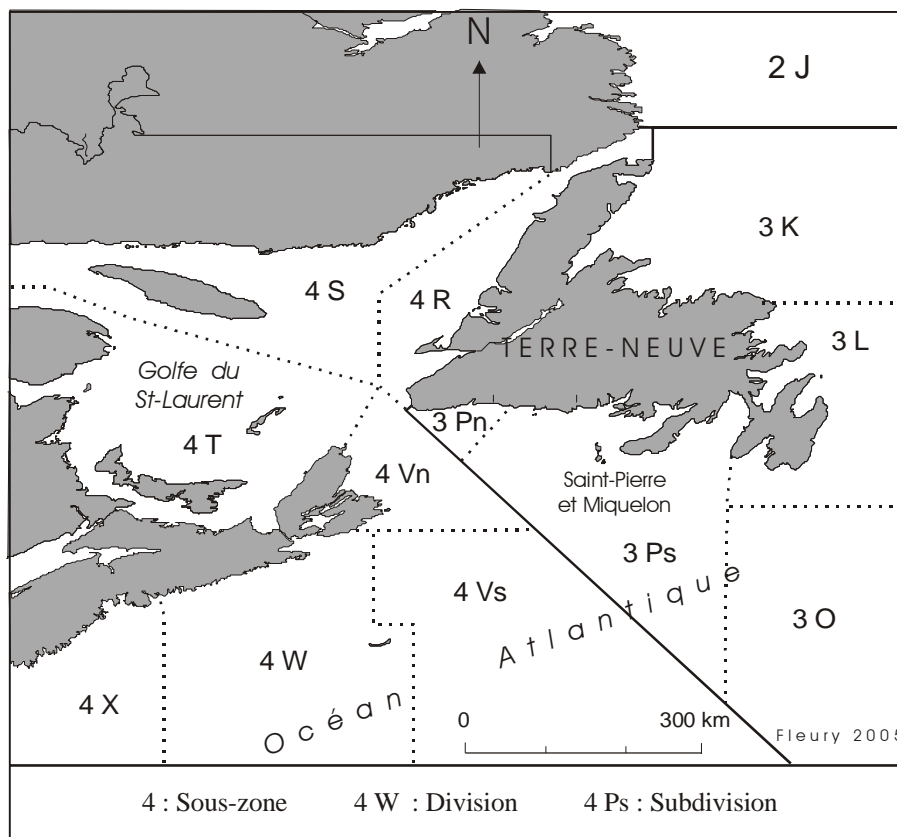 N
2 J
3 K
4 S
4 R
TERRE-NEUVE
3 L
Golfe du
St-Laurent
3 Pn
4 T
4 Vn
Saint-Pierre
et Miquelon
3 Ps
4 Vs
Océan Atlantique
4 W
3 O
4 X
0 300 km
Fleury 2005
4 : Sous-zone 4 W : Division 4 Ps : Subdivision